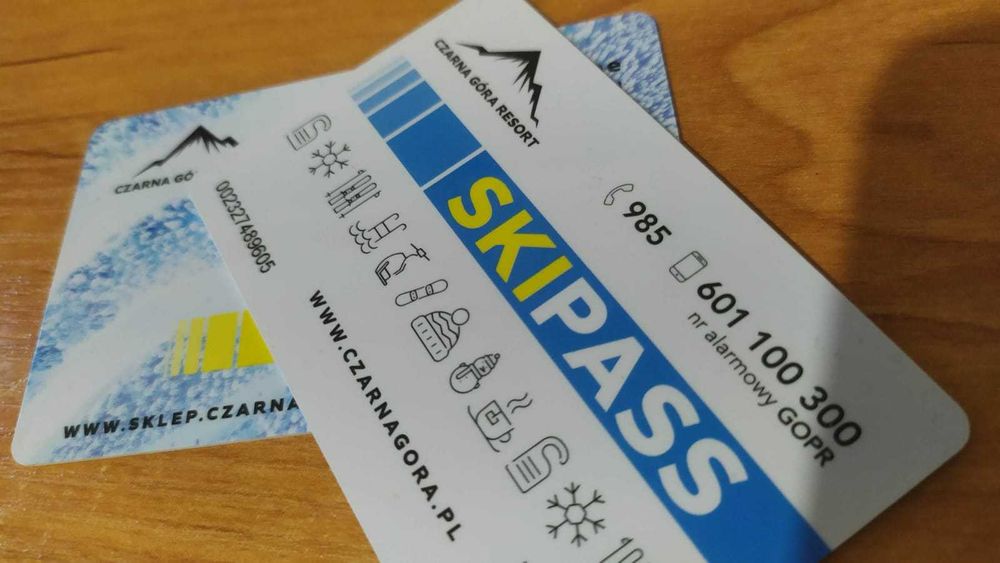 CZARNA GÓRA RESORT
985
601 100 300
nr alarmowy GOPR
SKIPASS
002327489605
WWW.CZARNAGORA.PL
CZARNA GÓ
WWW.SKLEP.CZARNA